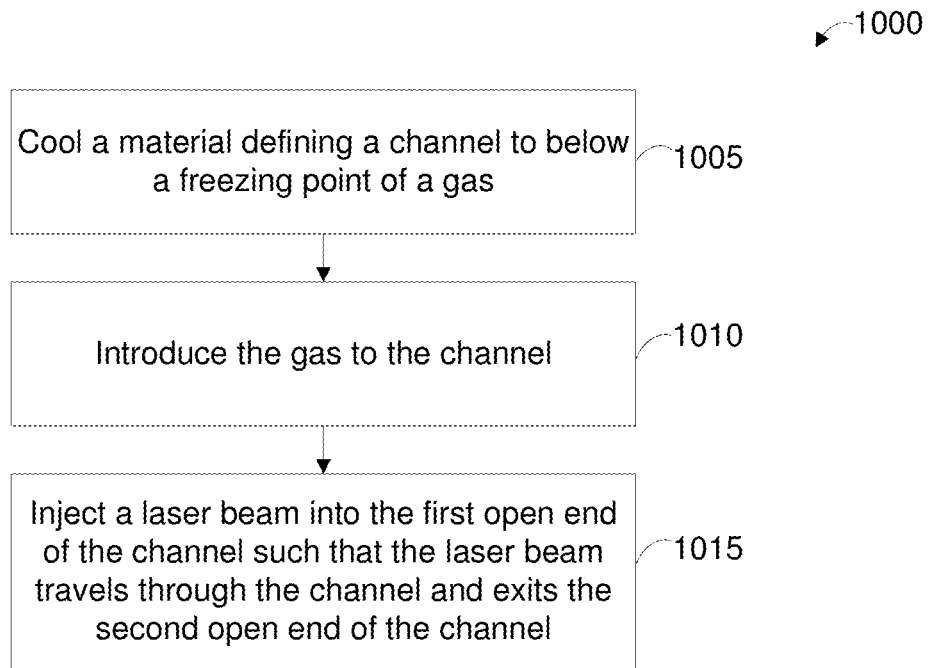 1000
Cool a material defining a channel to below
a freezing point of a gas
1005
Introduce the gas to the channel
1010
Inject a laser beam into the first open end
of the channel such that the laser beam
travels through the channel and exits the
second open end of the channel
1015